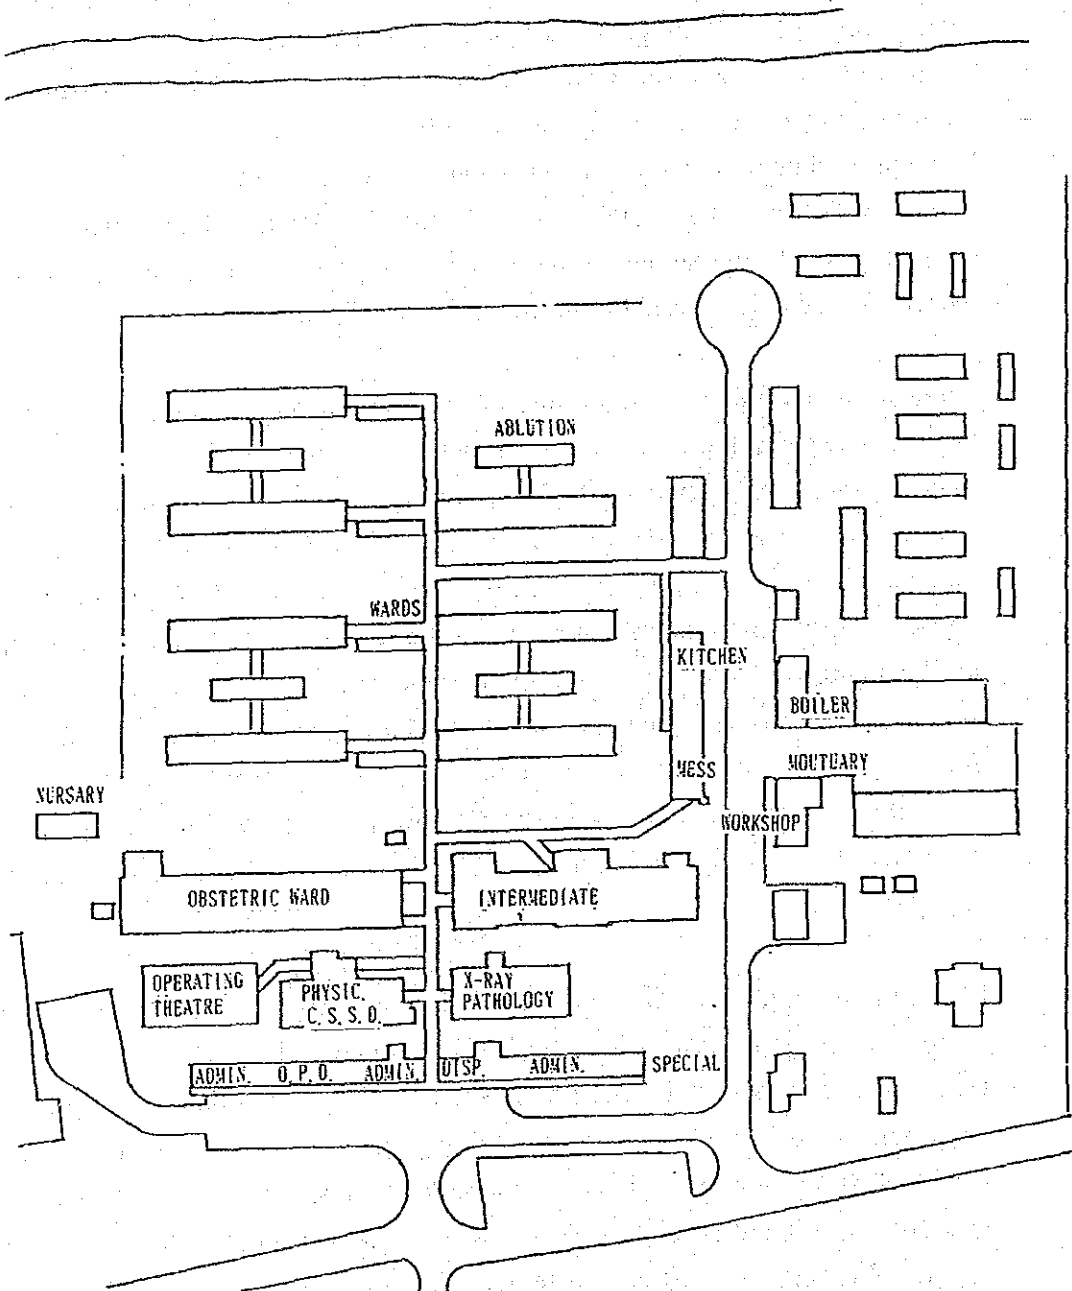 ABLUTION
WARDS
KITCHEN
BOILER
MESS
MOUTUARY
NURSARY
WORKSHOP
OBSTETRIC WARD
INTERMEDIATE
OPERATING
THEATRE
PHYSIC.
C. S. S. D.
X-RAY
PATHOLOGY
ADMIN. O. P. D. ADMIN. DISP. ADMIN. SPECIAL